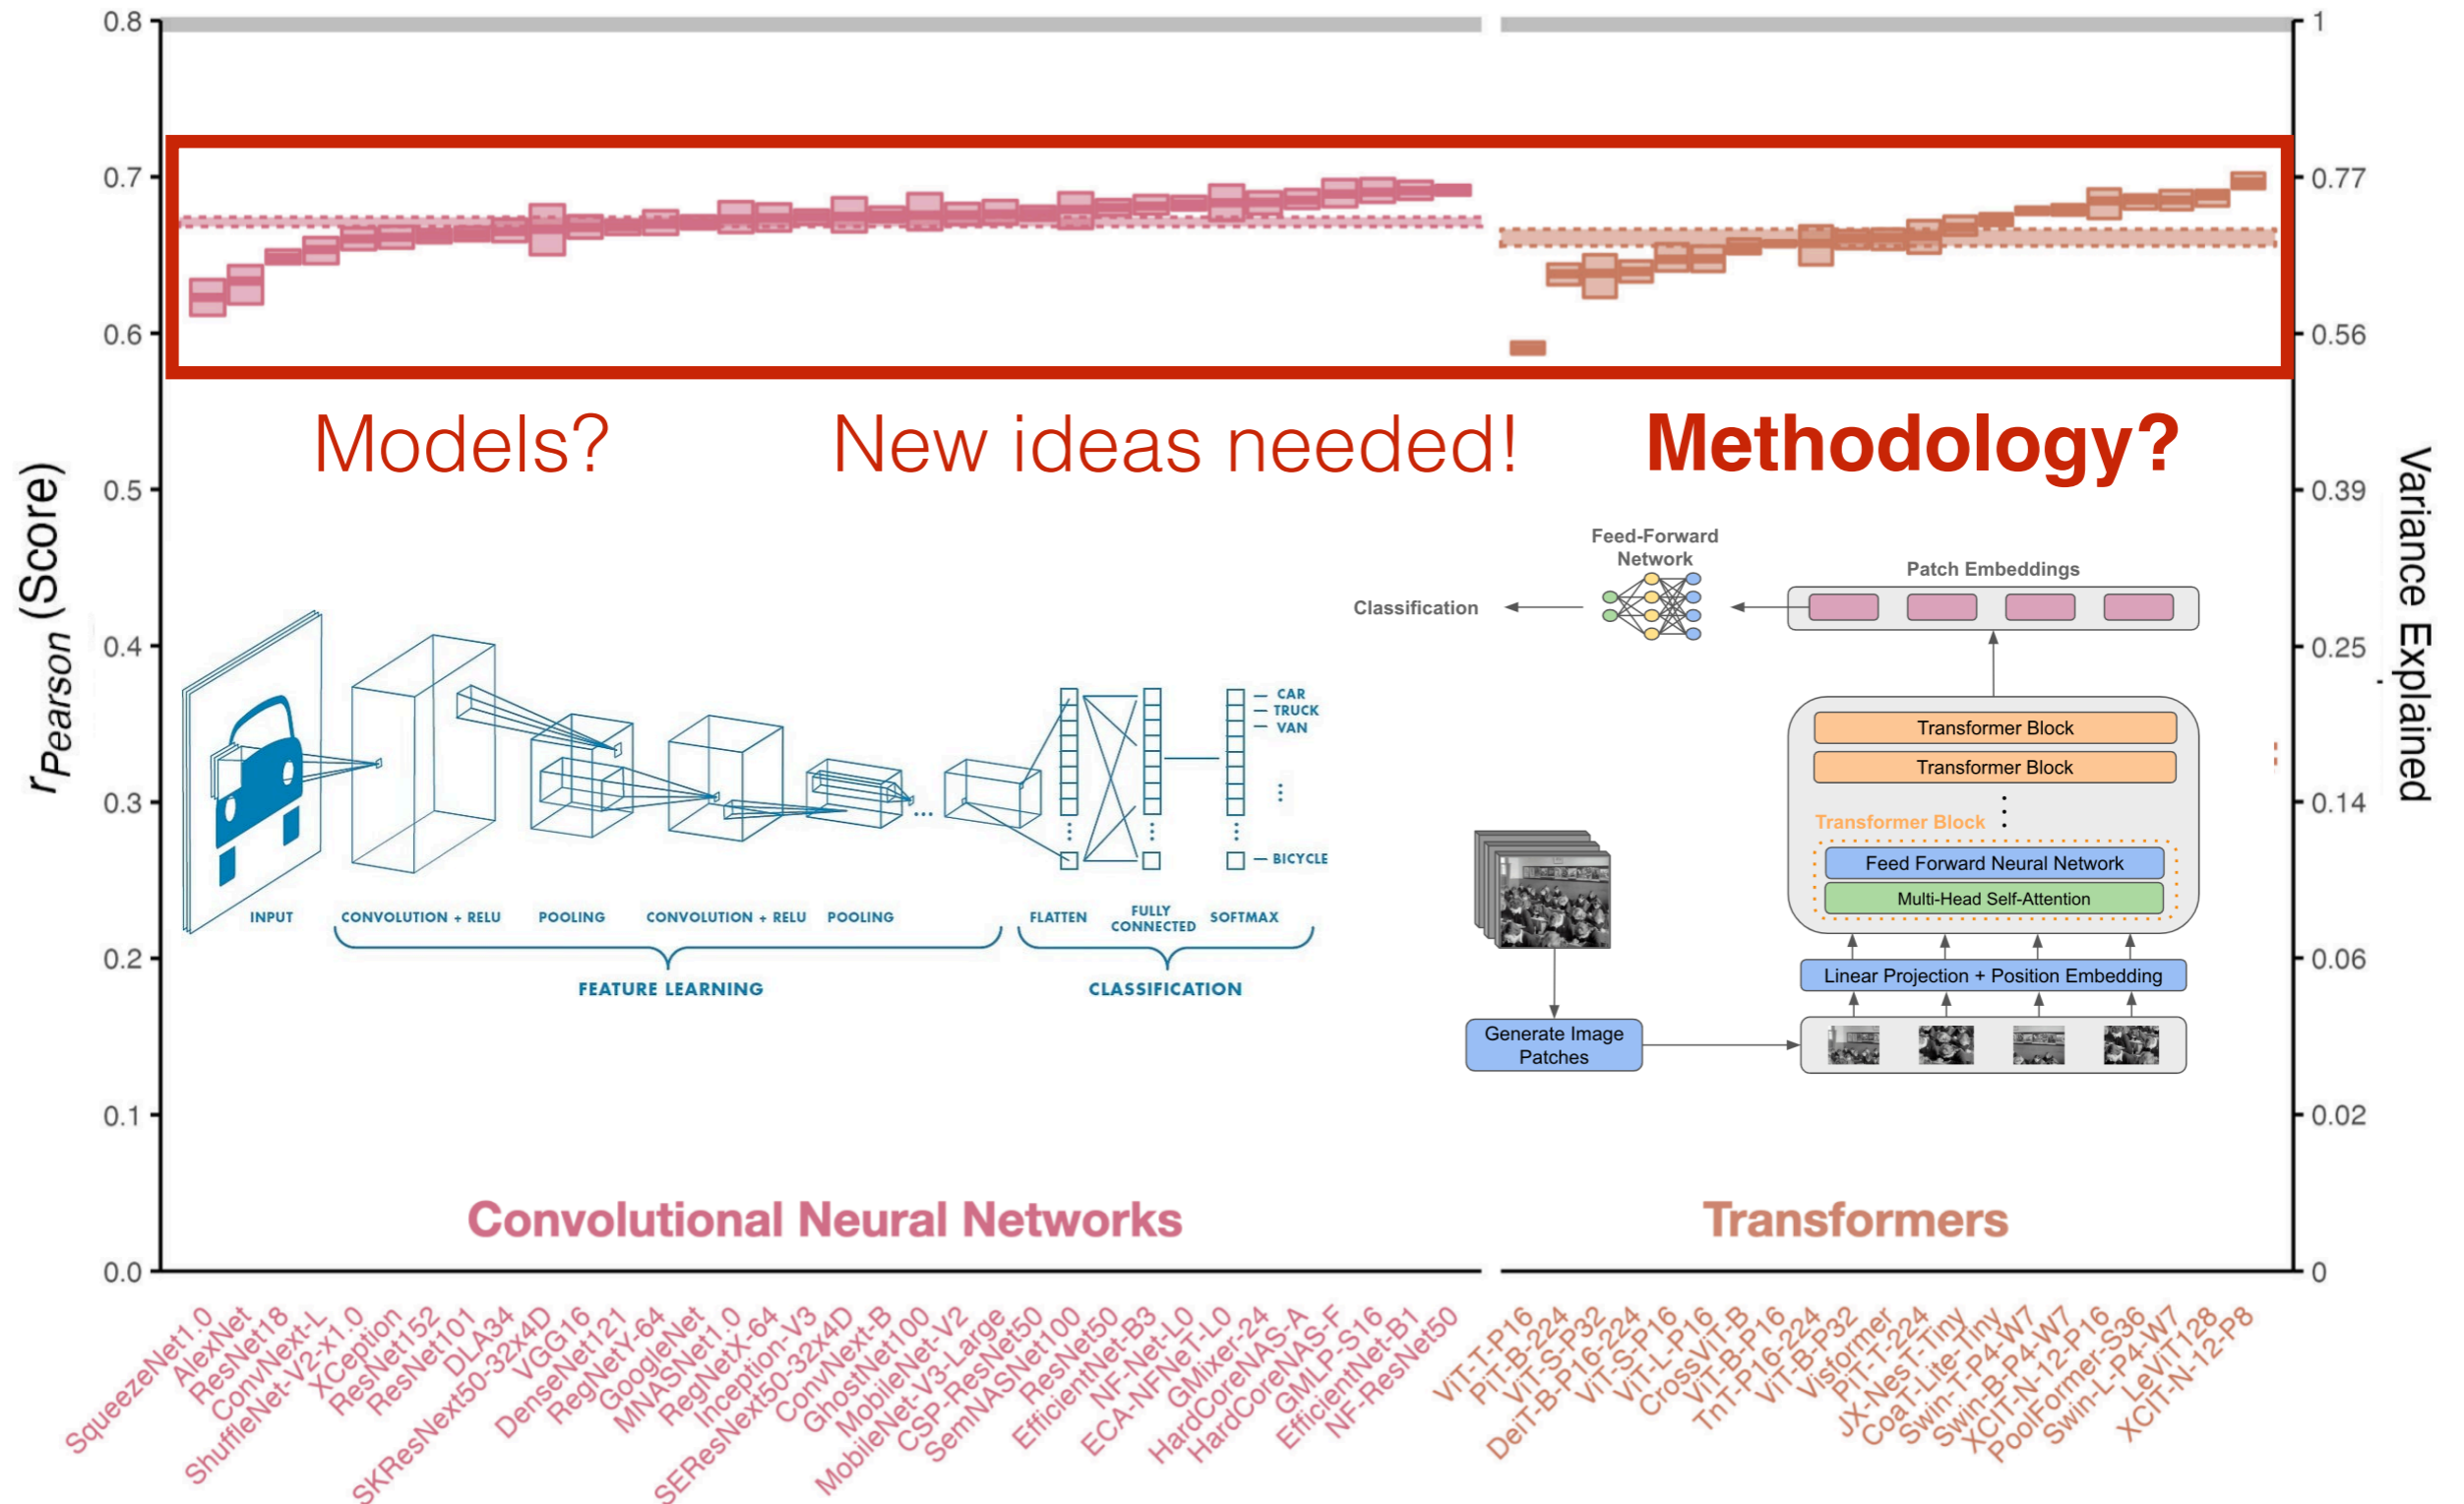 0.8
0.7
0.6
0.5
0.4
0.3
0.2
0.1
0.0
rPearson (Score)
1
0.77
0.56
0.39
0.25
0.14
0.06
0.02
0
Variance Explained
Models?
New ideas needed!
Methodology?
INPUT
CONVOLUTION + RELU
POOLING
CONVOLUTION + RELU
POOLING
...
FLATTEN
FULLY
CONNECTED
SOFTMAX
CAR
TRUCK
VAN
BICYCLE
FEATURE LEARNING
CLASSIFICATION
Feed-Forward
Network
Classification
Patch Embeddings
Transformer Block
Transformer Block
Transformer Block
Feed Forward Neural Network
Multi-Head Self-Attention
Linear Projection + Position Embedding
Generate Image
Patches
Convolutional Neural Networks
Transformers
SqueezeNet1.0
AlexNet
ResNet18
ConvNext-L
ShuffleNet-V2-x1.0
XCeption
ResNet152
ResNet101
DLA34
SKResNext50-32x4D
VGG16
DenseNet121
RegNetY-64
GoogleNet
MNASNet1.0
RegNetX-64
Inception-V3
SEResNext50-32x4D
ConvNext-B
GhostNet100
MobileNet-V2
MobileNet-V3-Large
CSP-ResNet50
SemNASNet100
ResNet50
EfficientNet-B3
NF-Net-L0
ECA-NFNet-L0
GMixer-24
HardCoreNAS-A
HardCoreNAS-F
GMLP-S16
EfficientNet-B1
NF-ResNet50
ViT-T-P16
PiT-B-224
ViT-S-P32
DeiT-B-P16-224
ViT-S-P16
ViT-L-P16
CrossViT-B
ViT-B-P16
TnT-P16-224
ViT-B-P32
Visformer
PiT-T-224
JX-Nest-Tiny
Coat-Lite-Tiny
Swin-T-P4-W7
Swin-B-P4-W7
XCIT-N-12-P16
PoolFormer-S36
Swin-L-P4-W7
LeViT128
XCIT-N-12-P8